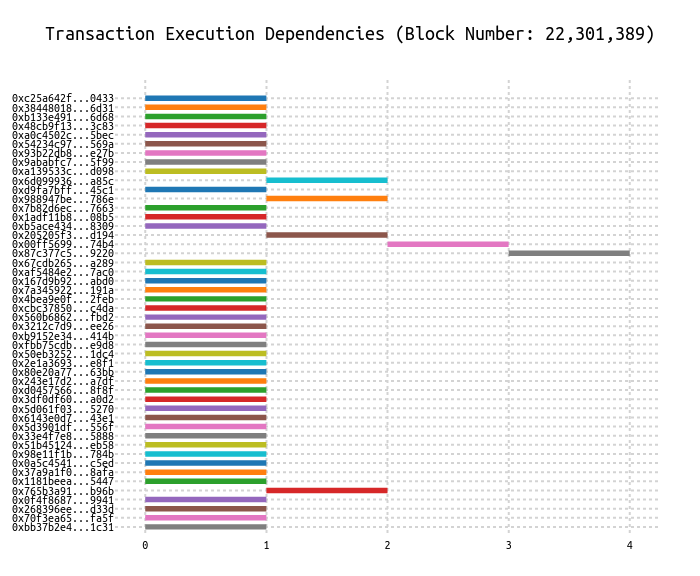 Transaction Execution Dependencies (Block Number: 22,301,389)
0xc25a642f...0433
0x38448018...6d31
0xb133e491...6d68
0x48cb9f13...3c83
0xa0c4502c...5bec
0x54234c97...569a
0x93b22db8...e27b
0x9ababfc7...5f99
0xa139533c...d098
0x6d099936...a85c
0xd9fa7bff...45c1
0x988947be...786e
0x7b82d6ec...7663
0x1adf11b8...08b5
0xb5ace434...8309
0x205205f3...d194
0x00ff5699...74b4
0x87c377c5...9220
0x67cdb265...a289
0xaf5484e2...7ac0
0x167d9b92...abd0
0x7a345922...191a
0x4bea9e0f...2feb
0xcbc37850...c4da
0x560b6862...fbd2
0x3212c7d9...ee26
0xb9152e34...414b
0xfbb75cdb...e9d8
0x50eb3252...1dc4
0x2e1a3693...e8f1
0x80e20a77...63bb
0x243e17d2...a7df
0xd0457566...8f8f
0x3df0df60...a0d2
0x5d061f03...5270
0x6143e0d7...43e1
0x5d3901df...556f
0x33e4f7e8...5888
0x51b45124...eb58
0x98e11f1b...784b
0x0a5c4541...c5ed
0x37a9a1f0...8afa
0x1181beea...5447
0x765b3a91...b96b
0x0f4f8687...9941
0x268396ee...d33d
0x70f3ea65...fa5f
0xbb37b2e4...1c31
0 1 2 3 4